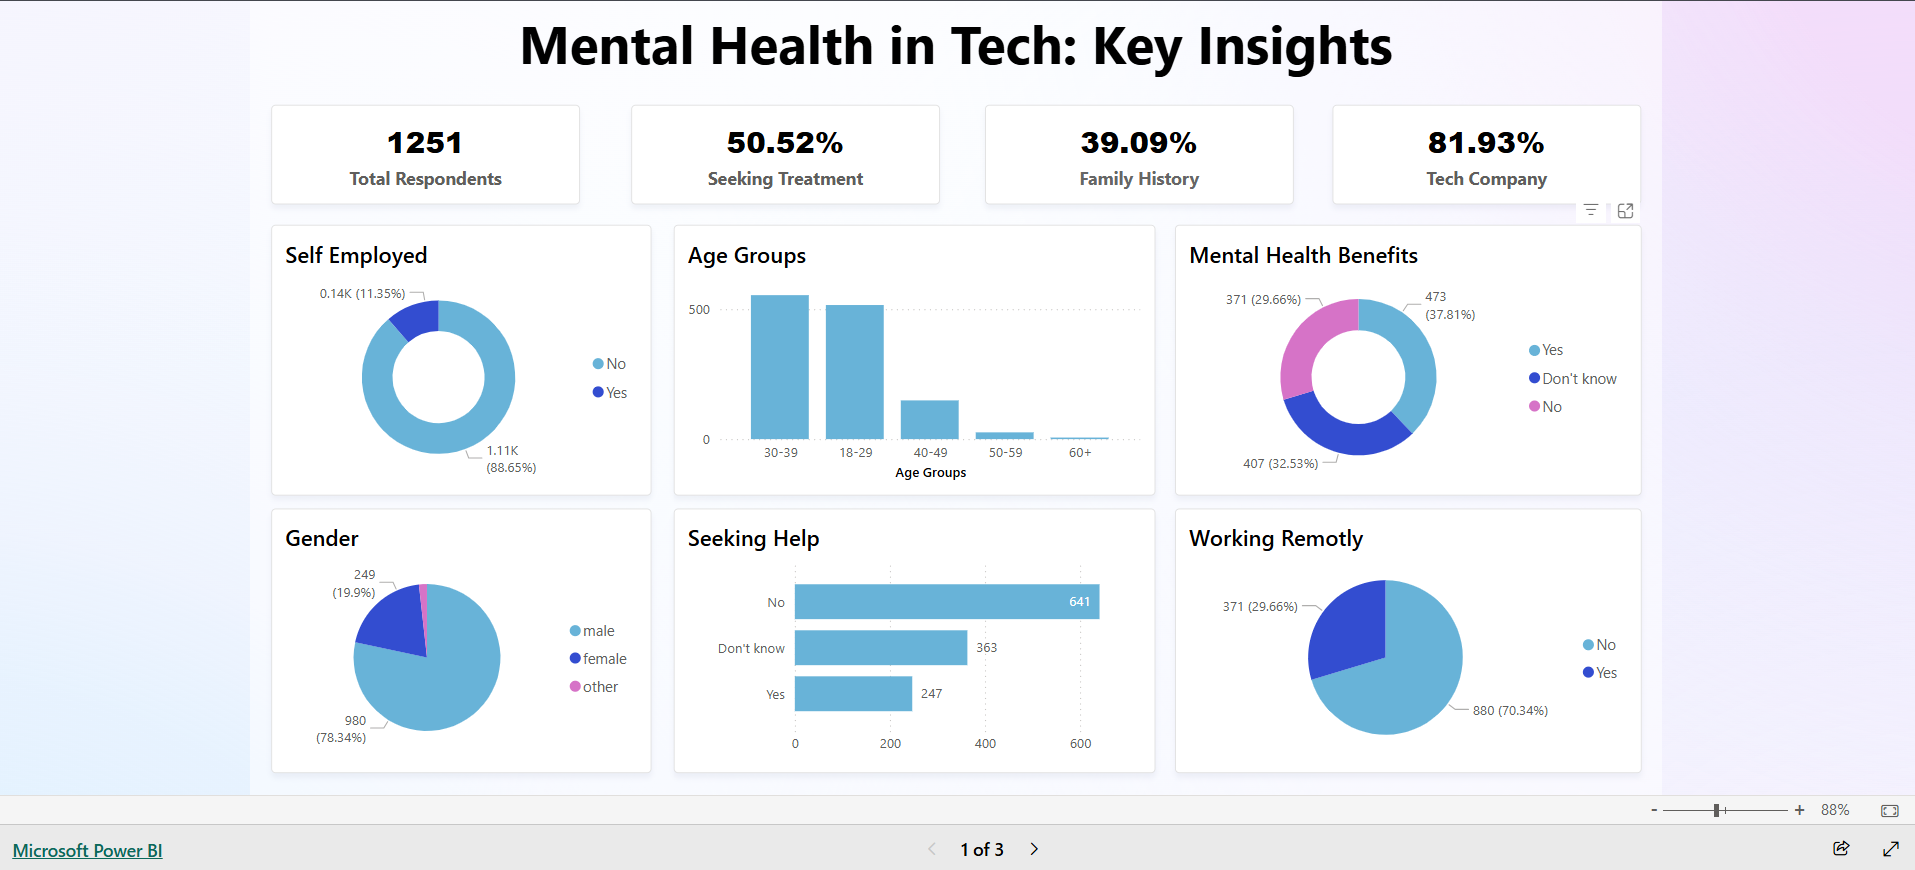 Mental Health in Tech: Key Insights
1251
Total Respondents
50.52%
Seeking Treatment
39.09%
Family History
81.93%
Tech Company
Self Employed
0.14K (11.35%)
1.11K
(88.65%)
No
Yes
Age Groups
500
0
30-39
18-29
40-49
50-59
60+
Age Groups
Mental Health Benefits
371 (29.66%)
473
(37.81%)
407 (32.53%)
Yes
Don't know
No
Gender
249
(19.9%)
980
(78.34%)
male
female
other
Seeking Help
No
641
Don't know
363
Yes
247
0
200
400
600
Working Remotly
371 (29.66%)
880 (70.34%)
No
Yes
- + 88%
Microsoft Power BI
1 of 3